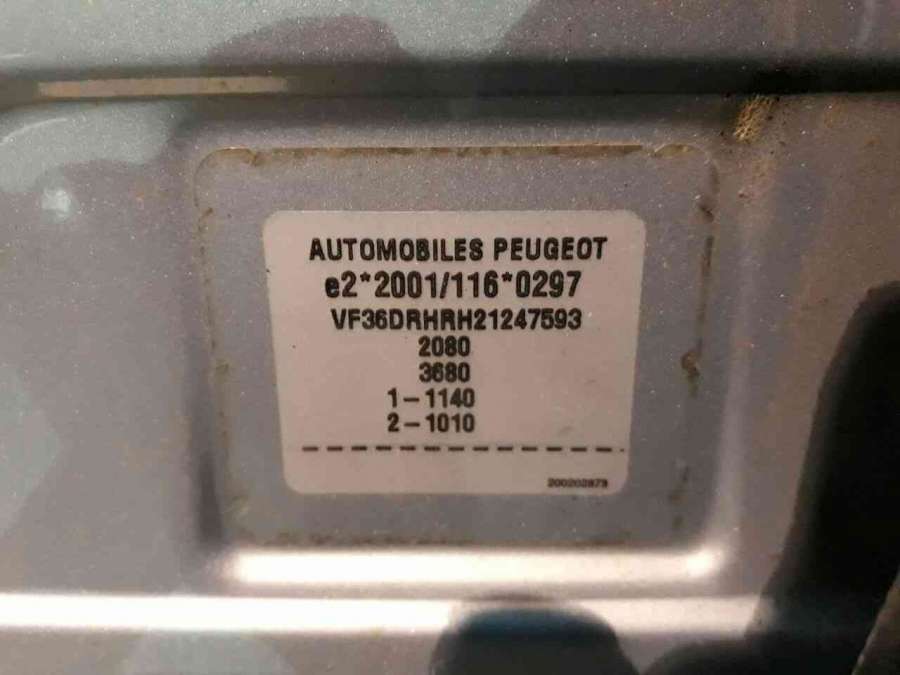 AUTOMOBILES PEUGEOT
e2*2001/116*0297
VF36DRHRH21247593
2080
3680
1-1140
2-1010
200202879